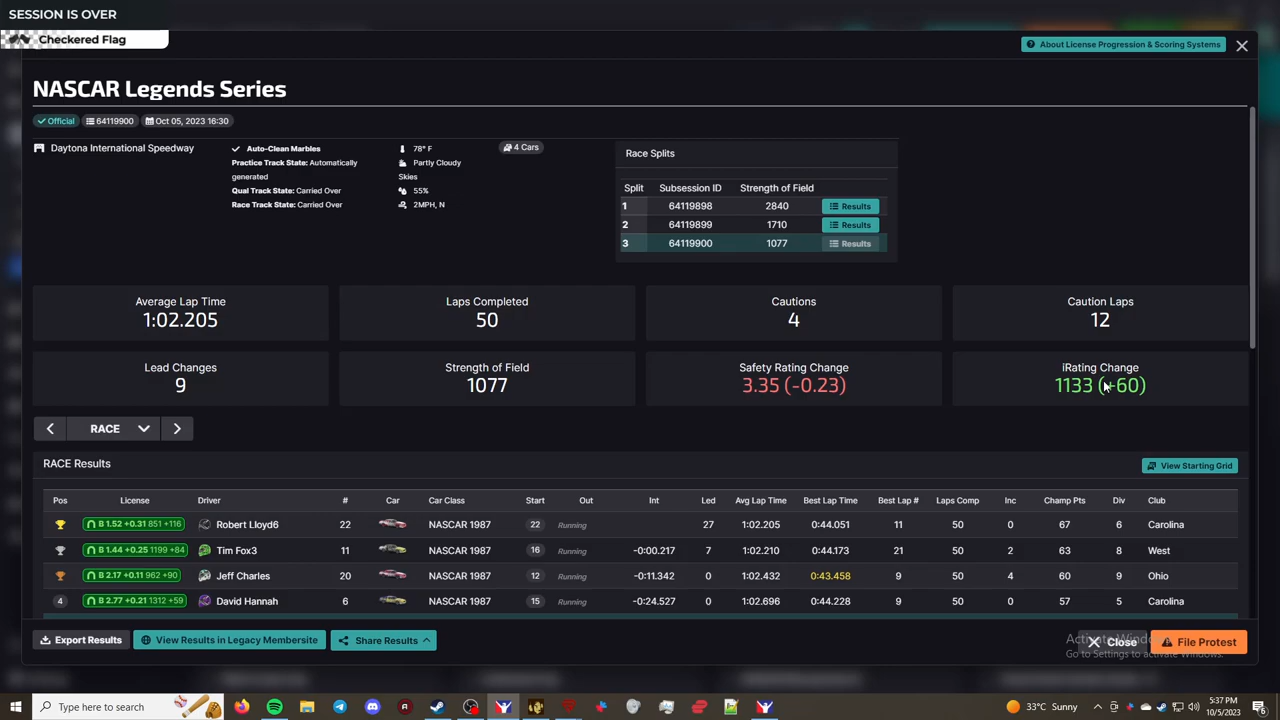 SESSION IS OVER
Checkered Flag
About License Progression & Scoring Systems
NASCAR Legends Series
Official 64119900 Oct 05, 2023 16:30
Daytona International Speedway
Auto-Clean Marbles
Practice Track State: Automatically
generated
Qual Track State: Carried Over
Race Track State: Carried Over
78° F
Partly Cloudy
Skies
55%
2MPH, N
4 Cars
Race Splits
Split Subsession ID Strength of Field
1 64119898 2840 Results
2 64119899 1710 Results
3 64119900 1077 Results
Average Lap Time Laps Completed Cautions Caution Laps
1:02.205 50 4 12
Lead Changes Strength of Field Safety Rating Change iRating Change
9 1077 3.35 (-0.23) 1133 (+60)
RACE
RACE Results
View Starting Grid
Pos License Driver # Car Car Class Start Out Int Led Avg Lap Time Best Lap Time Best Lap # Laps Comp Inc Champ Pts Div Club
B 1.52 +0.31 851 +116 Robert Lloyd6 22 NASCAR 1987 22 Running 27 1:02.205 0:44.051 11 50 0 67 6 Carolina
B 1.44 +0.25 1199 +84 Tim Fox3 11 NASCAR 1987 16 Running -0:00.217 7 1:02.210 0:44.173 21 50 2 63 8 West
B 2.17 +0.11 962 +90 Jeff Charles 20 NASCAR 1987 12 Running -0:11.342 0 1:02.432 0:43.458 9 50 4 60 9 Ohio
4 B 2.77 +0.21 1312 +59 David Hannah 6 NASCAR 1987 15 Running -0:24.527 0 1:02.696 0:44.228 9 50 0 57 5 Carolina
Export Results View Results in Legacy Membersite Share Results
Close File Protest
Go to Settings to activate Windows.
Type here to search
33°C Sunny
5:37 PM
10/5/2023